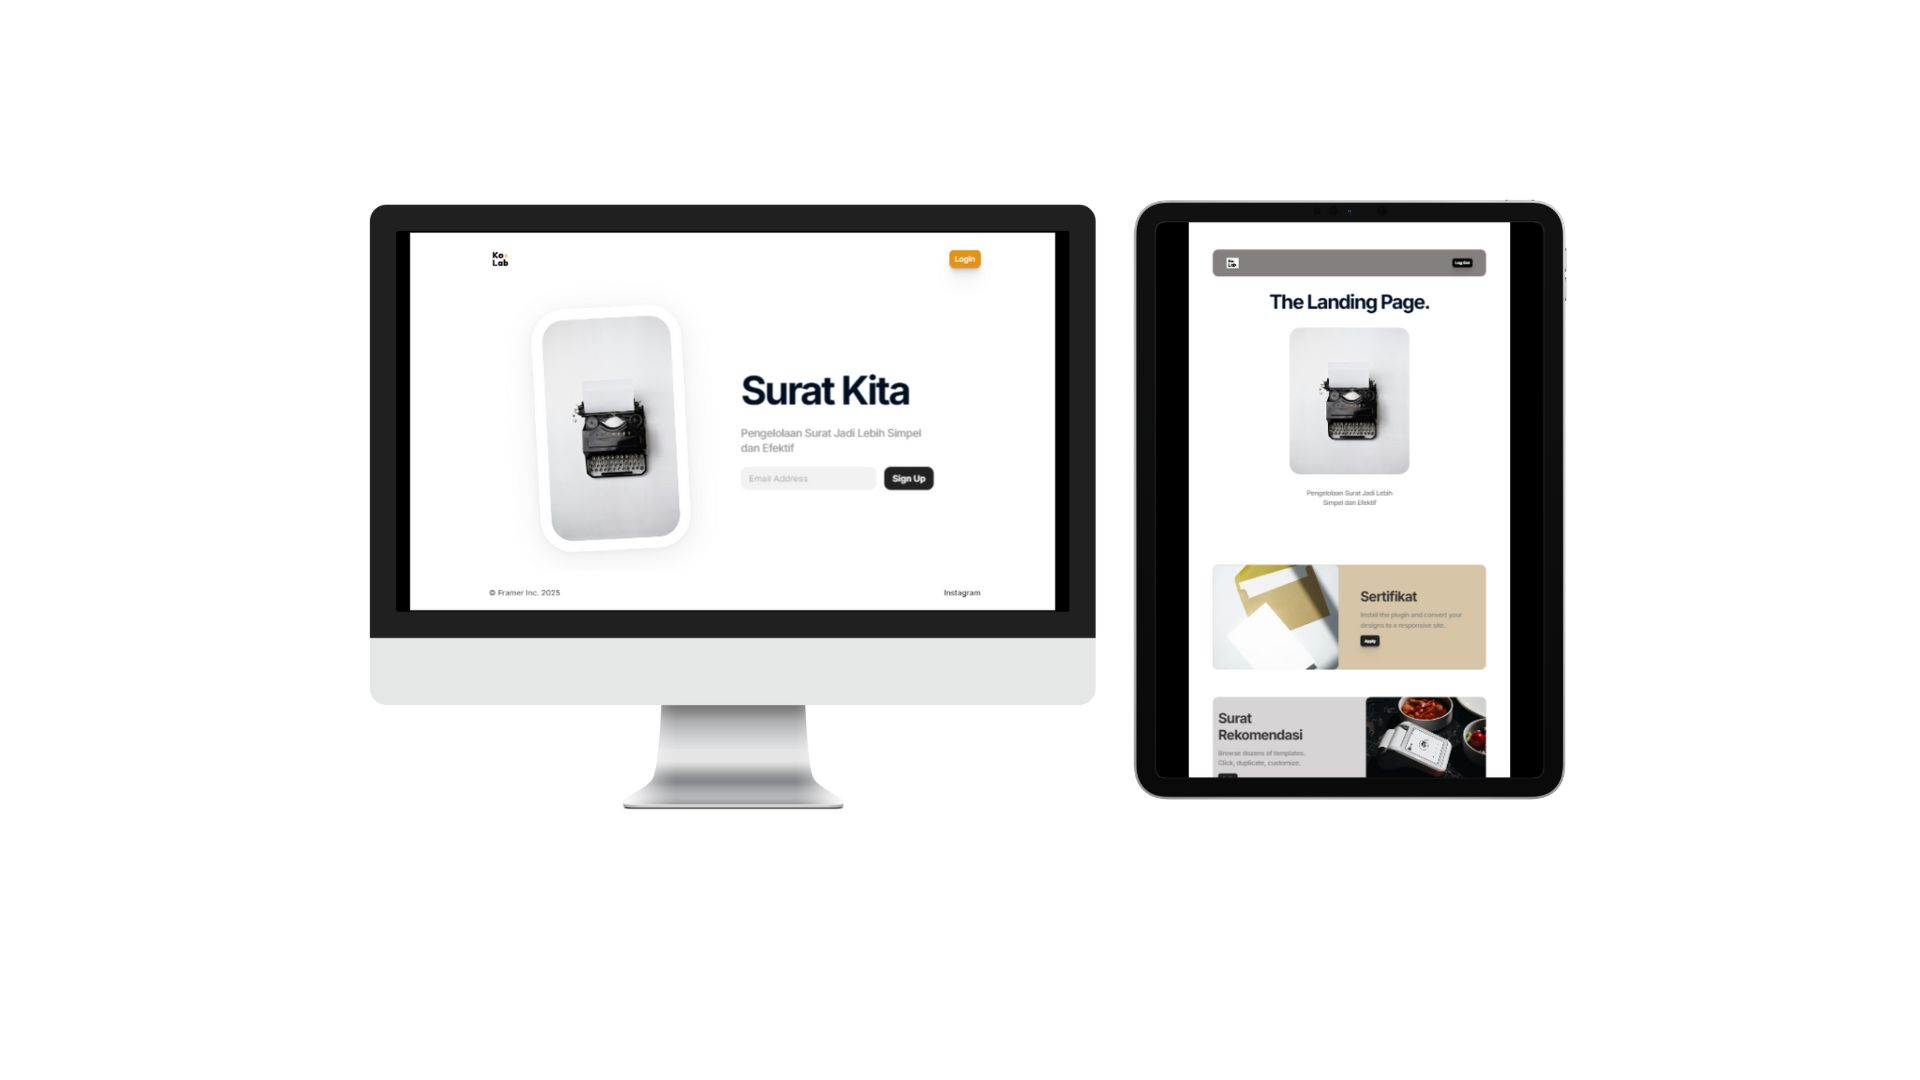 Ko
Lab
Login
Surat Kita
Pengelolaan Surat Jadi Lebih Simpel
dan Efektif
Email Address
Sign Up
© Framer Inc. 2025
Instagram
Ko
Lab
Log Out
The Landing Page.
Pengelolaan Surat Jadi Lebih
Simpel dan Efektif
Sertifikat
Install the plugin and convert your
designs to a responsive site.
Apply
Surat
Rekomendasi
Browse dozens of templates.
Click, duplicate, customize.